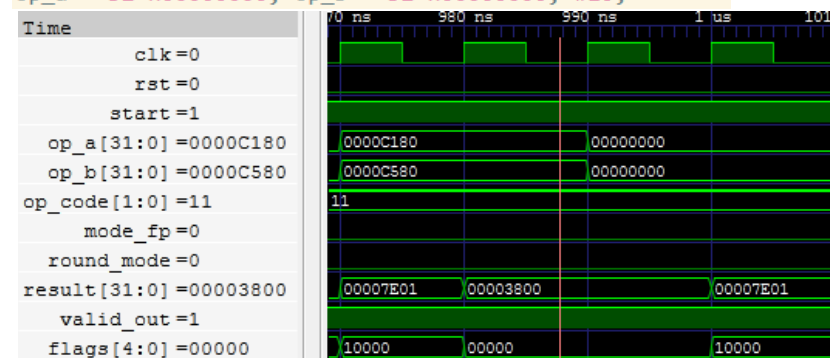 Time 70 ns 980 ns 990 ns 1 us 101
clk =0
rst =0
start =1
op_a[31:0] =0000C180 0000C180 00000000
op_b[31:0] =0000C580 0000C580 00000000
op_code[1:0] =11 11
mode_fp =0
round_mode =0
result[31:0] =00003800 00007E01 00003800 00007E01
valid_out =1
flags[4:0] =00000 10000 00000 10000